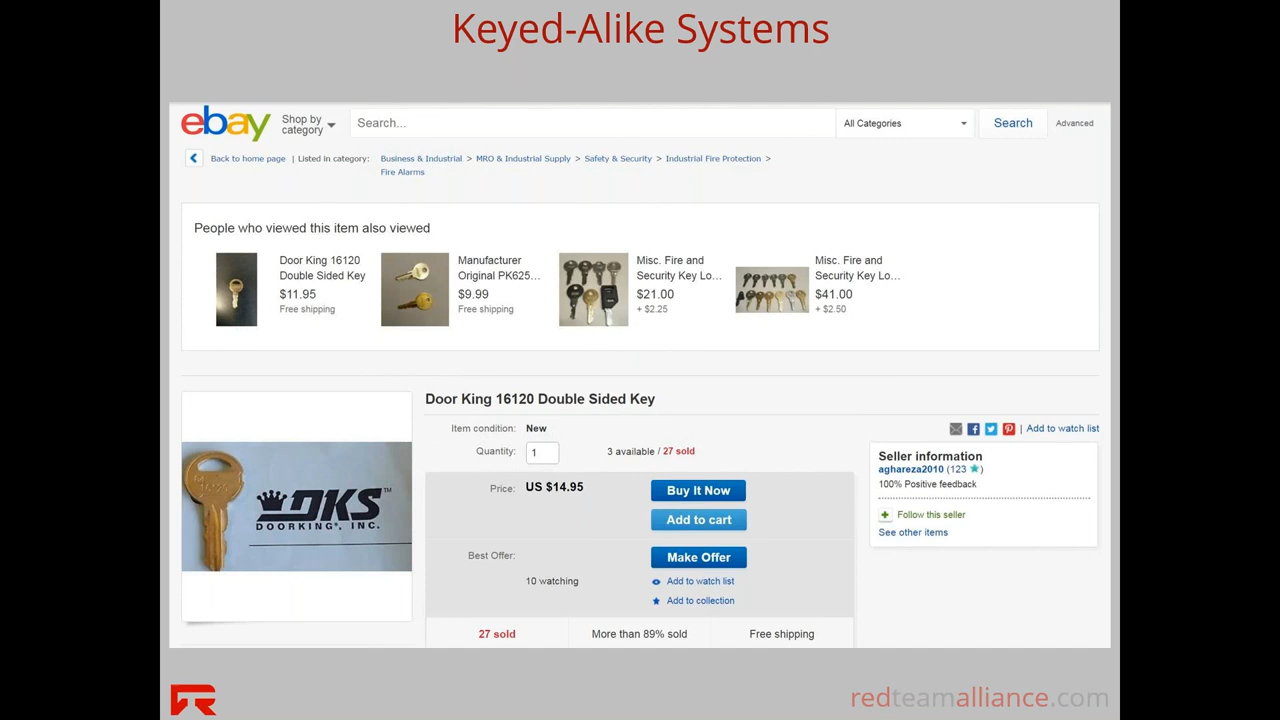 Keyed-Alike Systems
ebay
Shop by
category
Search...
All Categories
Search
Advanced
Back to home page | Listed in category: Business & Industrial > MRO & Industrial Supply > Safety & Security > Industrial Fire Protection >
Fire Alarms
People who viewed this item also viewed
Door King 16120
Double Sided Key
$11.95
Free shipping
Manufacturer
Original PK625...
$9.99
Free shipping
Misc. Fire and
Security Key Lo...
$21.00
+ $2.25
Misc. Fire and
Security Key Lo...
$41.00
+ $2.50
DKS™
DOORKING®, INC.
Door King 16120 Double Sided Key
Item condition: New
Quantity: 1 3 available / 27 sold
Price: US $14.95
Buy It Now
Add to cart
Best Offer:
Make Offer
10 watching
Add to watch list
Add to collection
27 sold
More than 89% sold
Free shipping
| Add to watch list
Seller information
aghareza2010 (123 )
100% Positive feedback
Follow this seller
See other items
redteamalliance.com